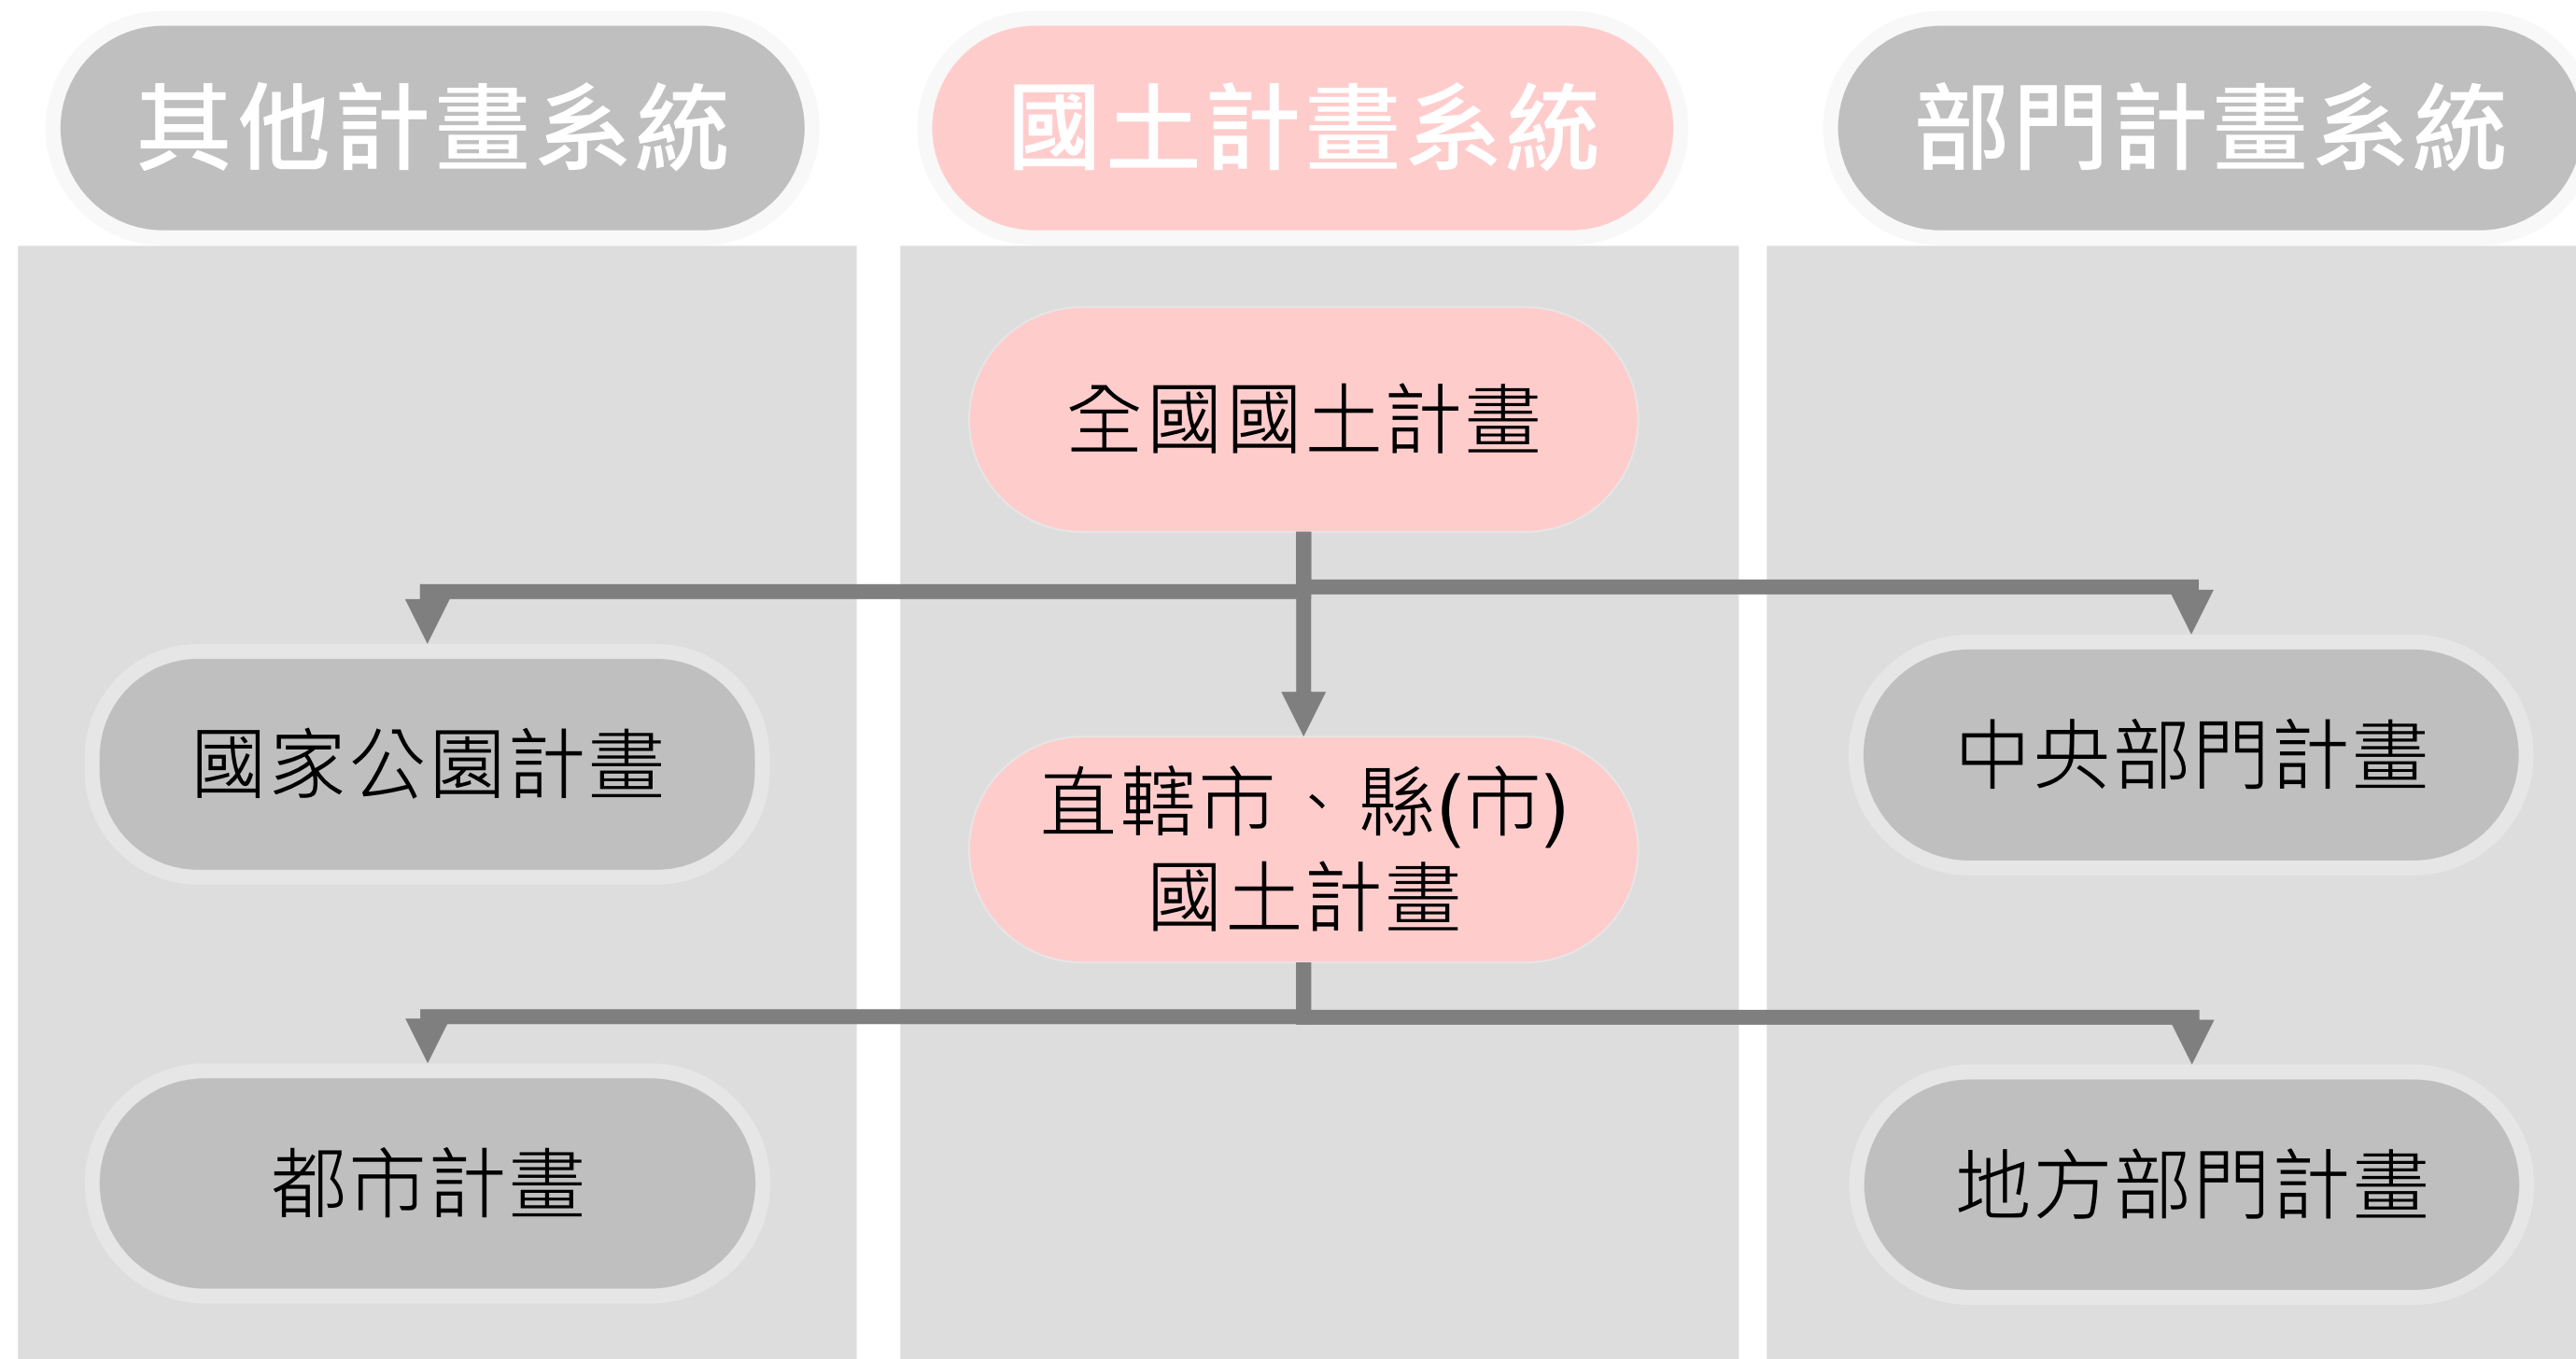 其他計畫系統
國土計畫系統
部門計畫系統
全國國土計畫
國家公園計畫
中央部門計畫
直轄市、縣(市)
國土計畫
都市計畫
地方部門計畫